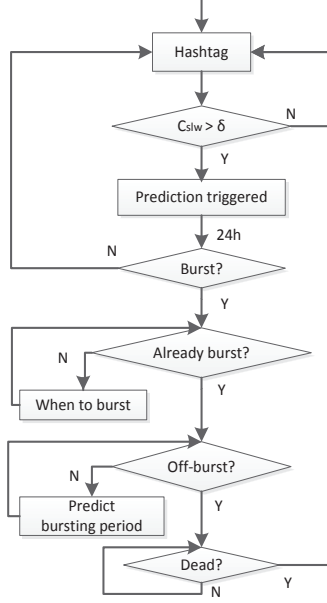 Hashtag
Cslw > δ
N
Y
Prediction triggered
24h
N
Burst?
Y
Already burst?
N
Y
When to burst
Off-burst?
N
Y
Predict
bursting period
Dead?
Y
N